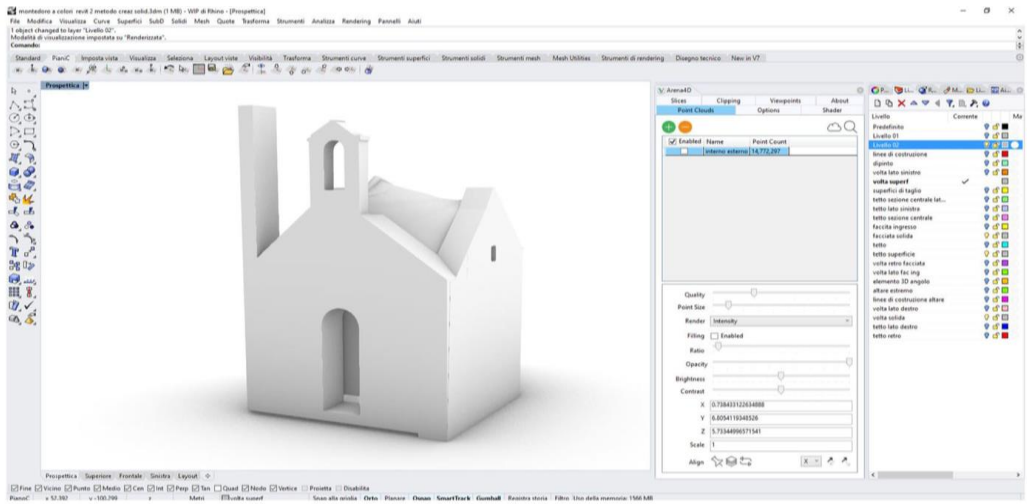 montedoro a colori revit 2 metodo creaz solid.3dm (1 MB) - WIP di Rhino - [Prospettica]
File Modifica Visualizza Curve Superfici SubD Solidi Mesh Quote Trasforma Strumenti Analizza Rendering Pannelli Aiuti
1 object changed to layer "Livello 02".
Modalità di visualizzazione impostata su "Renderizzata".
Comando:
Standard PianiC Imposta vista Visualizza Seleziona Layout viste Visibilità Trasforma Strumenti curve Strumenti superfici Strumenti solidi Strumenti mesh Mesh Utilities Strumenti di rendering Disegno tecnico New in V7
Prospettica
Arena4D
Slices Clipping Viewpoints About
Point Clouds Options Shader
Enabled Name Point Count
interno esterno 14,772,297
Quality
Point Size
Render Intensity
Filling Enabled
Ratio
Opacity
Brightness
Contrast
X 0.738433122634888
Y 6.8054119348526
Z 5.73344996571541
Scale 1
Align X
Livello Corrente Ma
Predefinito
Livello 01
Livello 02
linee di costruzione
dipinto
volta lato sinistro
volta superf
superfici di taglio
tetto sezione centrale lat...
tetto lato sinistra
tetto sezione centrale
faccita ingresso
facciata solida
tetto
tetto superficie
volta retro facciata
volta lato fac ing
elemento 3D angolo
altare estremo
linee di costruzione altare
volta lato destro
volta solida
tetto lato destro
tetto retro
Prospettica Superiore Frontale Sinistra Layout
Fine Vicino Punto Medio Cen Int Perp Tan Quad Nodo Vertice Proietta Disabilita
PianoC x 52.392 y -100.299 z Metri volta superf Snap alla griglia Orto Planare Osnap SmartTrack Gumball Registra storia Filtro Uso della memoria: 1566 MB